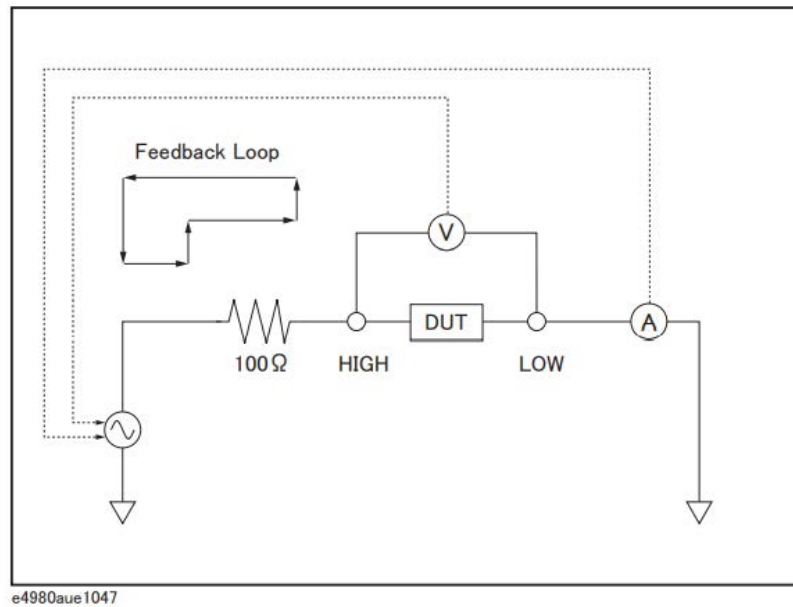 Feedback Loop
V
DUT
A
100Ω
HIGH
LOW
e4980aue1047